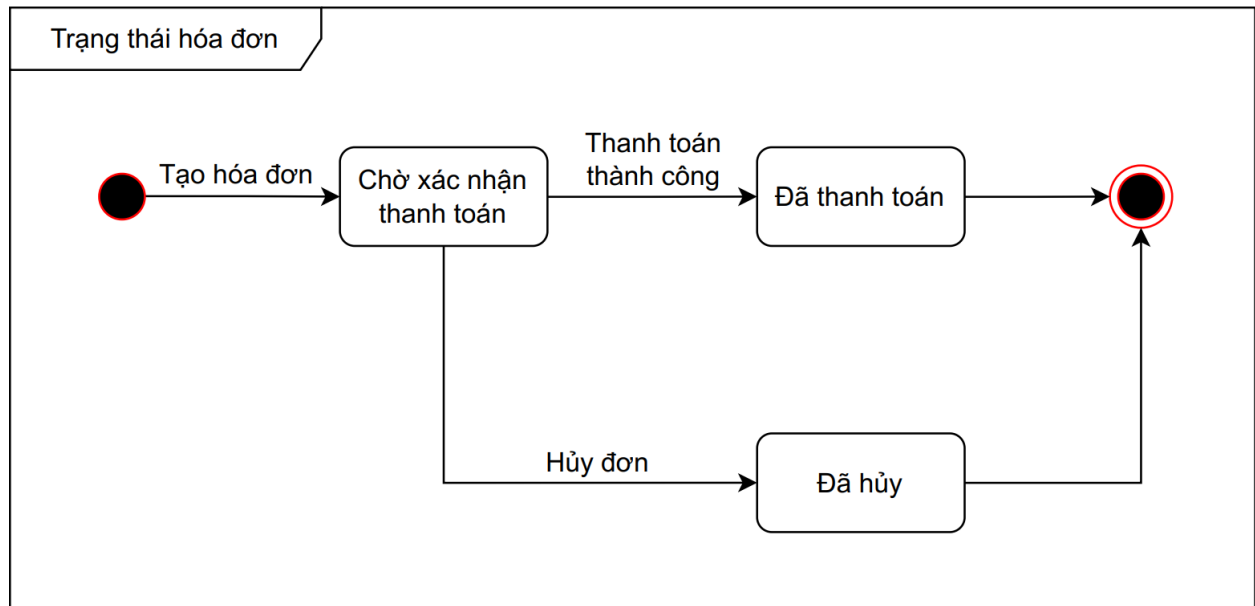 Trạng thái hóa đơn
Tạo hóa đơn
Chờ xác nhận
thanh toán
Thanh toán
thành công
Đã thanh toán
Hủy đơn
Đã hủy